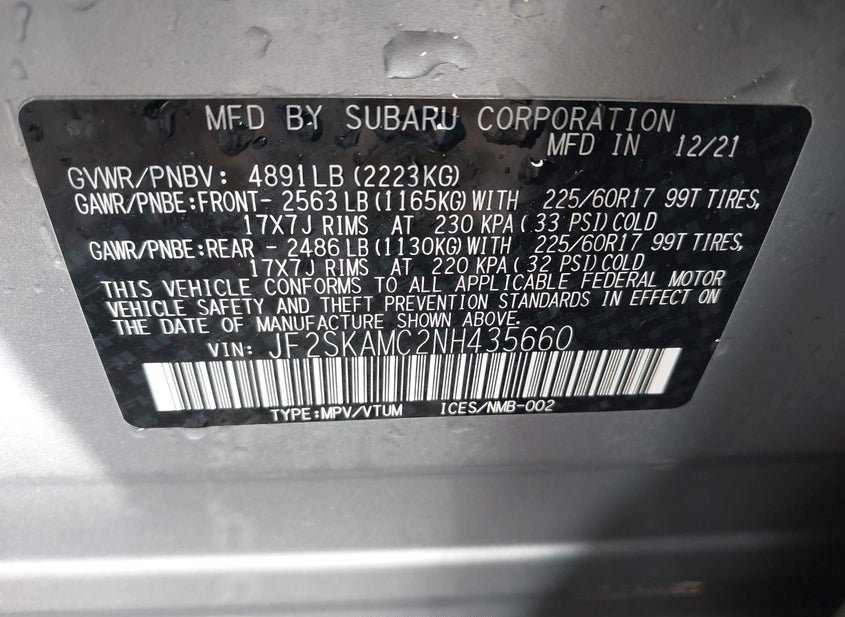 MFD BY SUBARU CORPORATION
MFD IN 12/21
GVWR/PNBV: 4891LB (2223KG)
GAWR/PNBE:FRONT- 2563 LB (1165KG) WITH 225/60R17 99T TIRES,
17X7J RIMS AT 230 KPA ( 33 PSI) COLD
GAWR/PNBE:REAR - 2486 LB (1130KG) WITH 225/60R17 99T TIRES,
17X7J RIMS AT 220 KPA ( 32 PSI) COLD
THIS VEHICLE CONFORMS TO ALL APPLICABLE FEDERAL MOTOR
VEHICLE SAFETY AND THEFT PREVENTION STANDARDS IN EFFECT ON
THE DATE OF MANUFACTURE SHOWN ABOVE.
VIN: JF2SKAMC2NH435660
TYPE:MPV/VTUM ICES/NMB-002